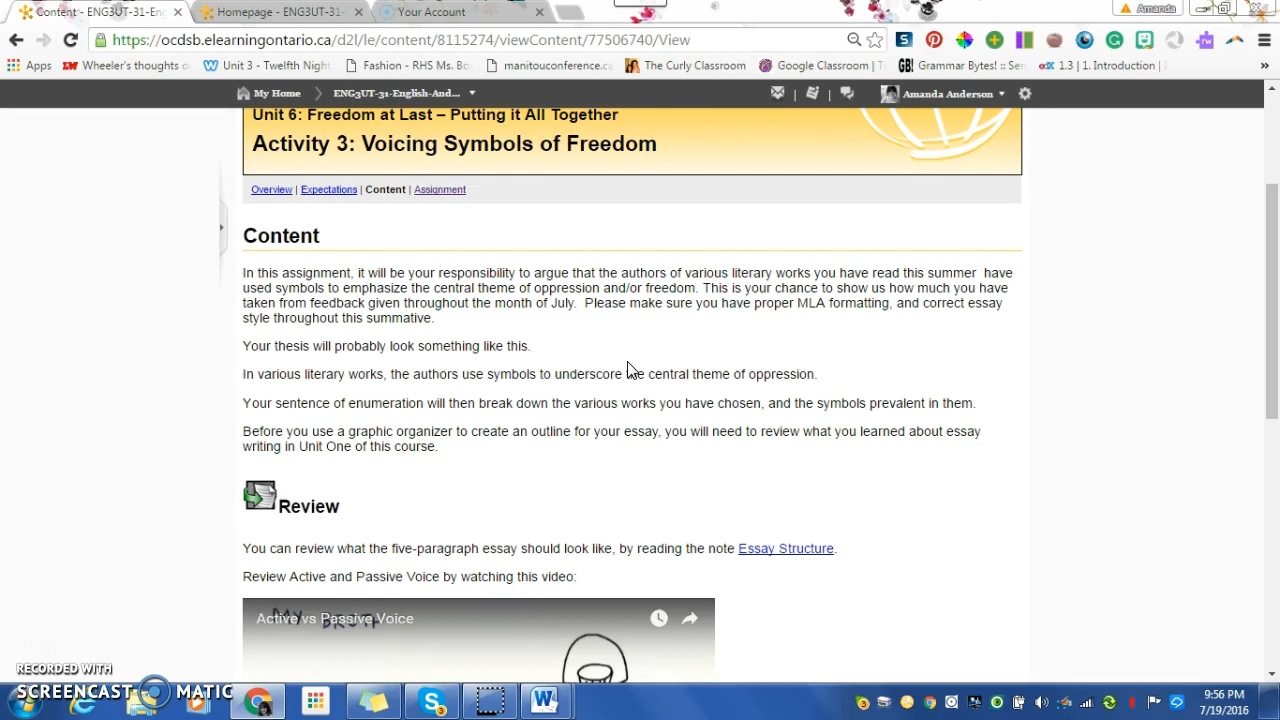 Content - ENG3UT-31-Eng
Homepage - ENG3UT-31 -
Your Account
Amanda
https://ocdsb.elearningontario.ca/d2l/le/content/8115274/viewContent/77506740/View
Apps
Wheeler's thoughts
Unit 3 - Twelfth Nigh
Fashion - RHS Ms. Bo
manitouconference.
The Curly Classroom
Google Classroom | T
GB! Grammar Bytes! :: Sen
1.3 | 1. Introduction |
My Home
ENG3UT-31-English-And...
Amanda Anderson
Unit 6: Freedom at Last – Putting it All Together
Activity 3: Voicing Symbols of Freedom
Overview | Expectations | Content | Assignment
Content
In this assignment, it will be your responsibility to argue that the authors of various literary works you have read this summer have
used symbols to emphasize the central theme of oppression and/or freedom. This is your chance to show us how much you have
taken from feedback given throughout the month of July. Please make sure you have proper MLA formatting, and correct essay
style throughout this summative.
Your thesis will probably look something like this.
In various literary works, the authors use symbols to underscore the central theme of oppression.
Your sentence of enumeration will then break down the various works you have chosen, and the symbols prevalent in them.
Before you use a graphic organizer to create an outline for your essay, you will need to review what you learned about essay
writing in Unit One of this course.
Review
You can review what the five-paragraph essay should look like, by reading the note Essay Structure.
Review Active and Passive Voice by watching this video:
Active vs Passive Voice
MY
RECORDED WITH
SCREENCAST MATIC
9:56 PM
7/19/2016